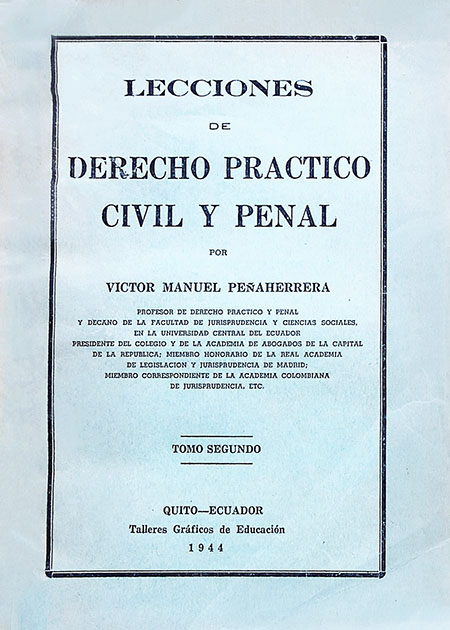 LECCIONES
DE
DERECHO PRACTICO
CIVIL Y PENAL
POR
VICTOR MANUEL PEÑAHERRERA
PROFESOR DE DERECHO PRACTICO Y PENAL
Y DECANO DE LA FACULTAD DE JURISPRUDENCIA Y CIENCIAS SOCIALES,
EN LA UNIVERSIDAD CENTRAL DEL ECUADOR
PRESIDENTE DEL COLEGIO Y DE LA ACADEMIA DE ABOGADOS DE LA CAPITAL
DE LA REPUBLICA; MIEMBRO HONORARIO DE LA REAL ACADEMIA
DE LEGISLACION Y JURISPRUDENCIA DE MADRID;
MIEMBRO CORRESPONDIENTE DE LA ACADEMIA COLOMBIANA
DE JURISPRUDENCIA, ETC.
TOMO SEGUNDO
QUITO—ECUADOR
Talleres Gráficos de Educación
1944